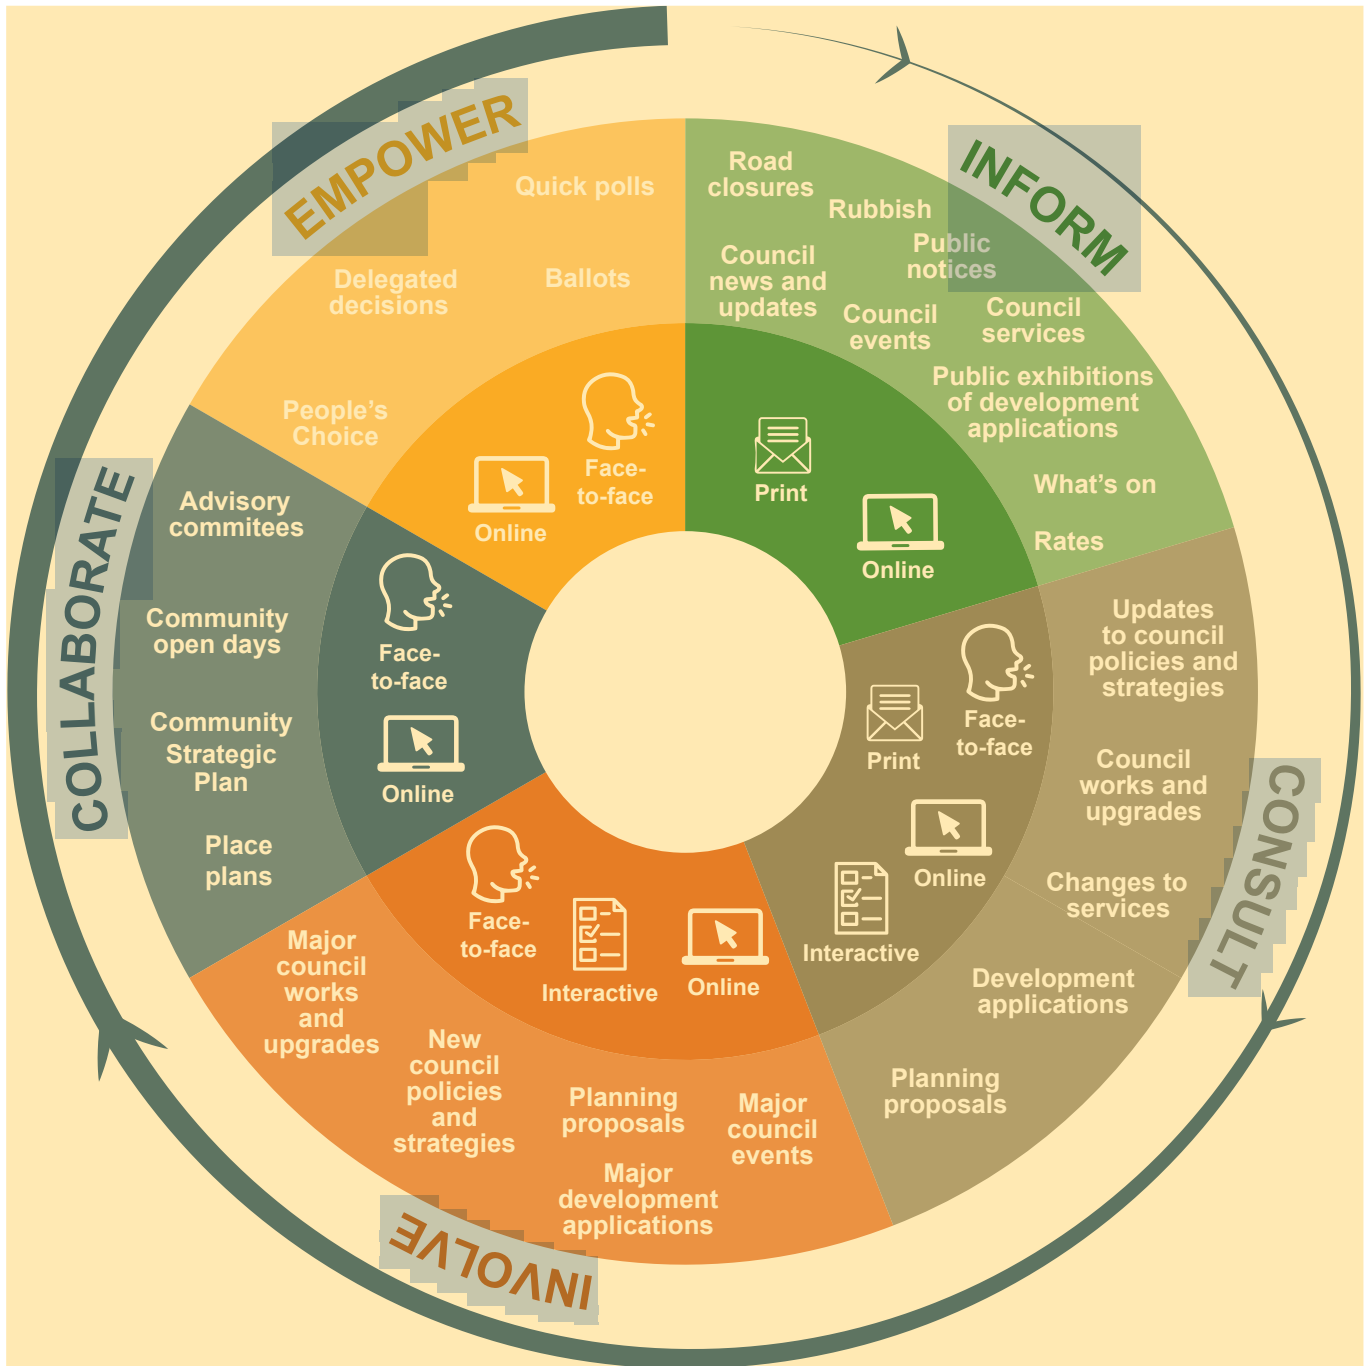 INFORM
Road
closures
Rubbish
Public
notices
Council
news and
updates
Council
events
Council
services
Public exhibitions
of development
applications
What's on
Rates
Print
Online
CONSULT
Updates
to council
policies and
strategies
Council
works and
upgrades
Changes to
services
Development
applications
Planning
proposals
Face-
to-face
Print
Online
Interactive
INVOLVE
Major
council
events
Planning
proposals
Major
development
applications
New
council
policies
and
strategies
Major
council
works
and
upgrades
Online
Interactive
Face-
to-face
COLLABORATE
Advisory
commitees
Community
open days
Community
Strategic
Plan
Place
plans
Face-
to-face
Online
EMPOWER
Quick polls
Ballots
Delegated
decisions
People's
Choice
Face-
to-face
Online